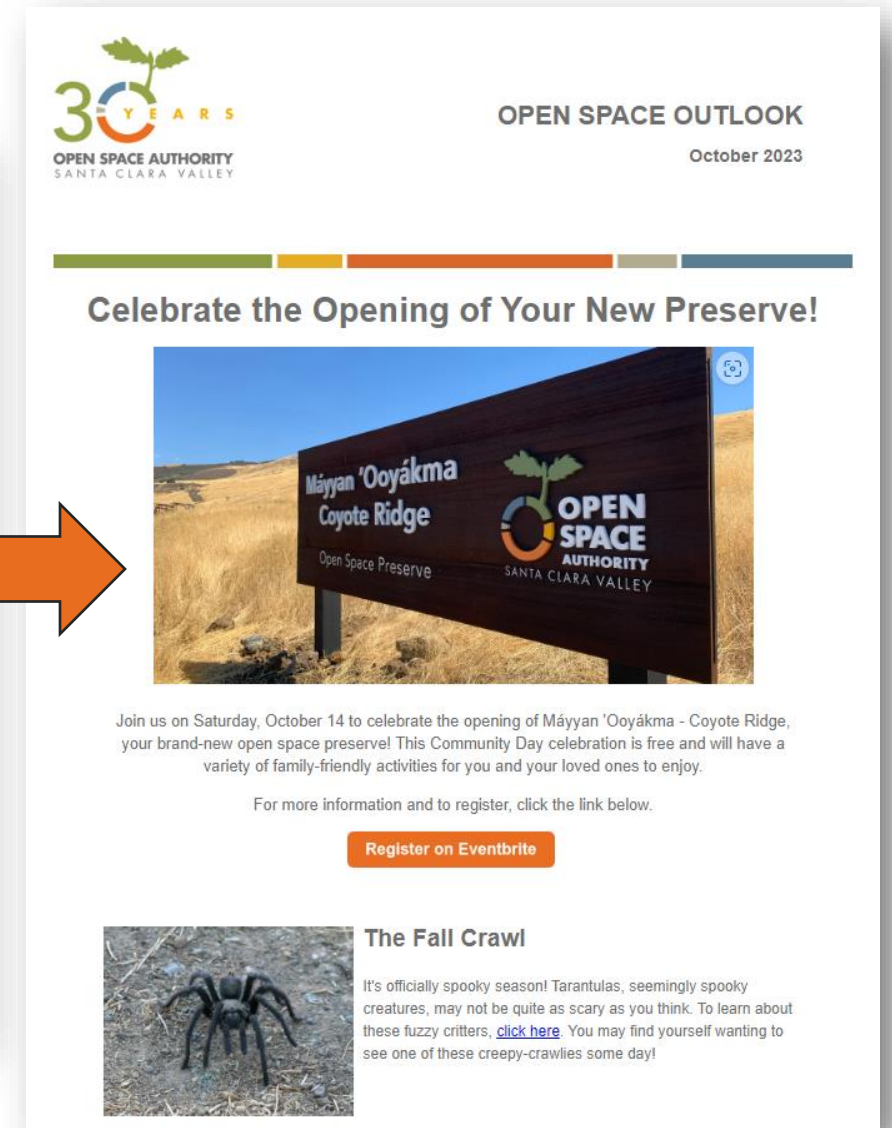 30
YEARS
OPEN SPACE AUTHORITY
SANTA CLARA VALLEY
OPEN SPACE OUTLOOK
October 2023
Celebrate the Opening of Your New Preserve!
Máyyan 'Ooyákma
Coyote Ridge
Open Space Preserve
OPEN
SPACE
AUTHORITY
SANTA CLARA VALLEY
Join us on Saturday, October 14 to celebrate the opening of Máyyan 'Ooyákma - Coyote Ridge,
your brand-new open space preserve! This Community Day celebration is free and will have a
variety of family-friendly activities for you and your loved ones to enjoy.
For more information and to register, click the link below.
Register on Eventbrite
The Fall Crawl
It's officially spooky season! Tarantulas, seemingly spooky
creatures, may not be quite as scary as you think. To learn about
these fuzzy critters, click here. You may find yourself wanting to
see one of these creepy-crawlies some day!